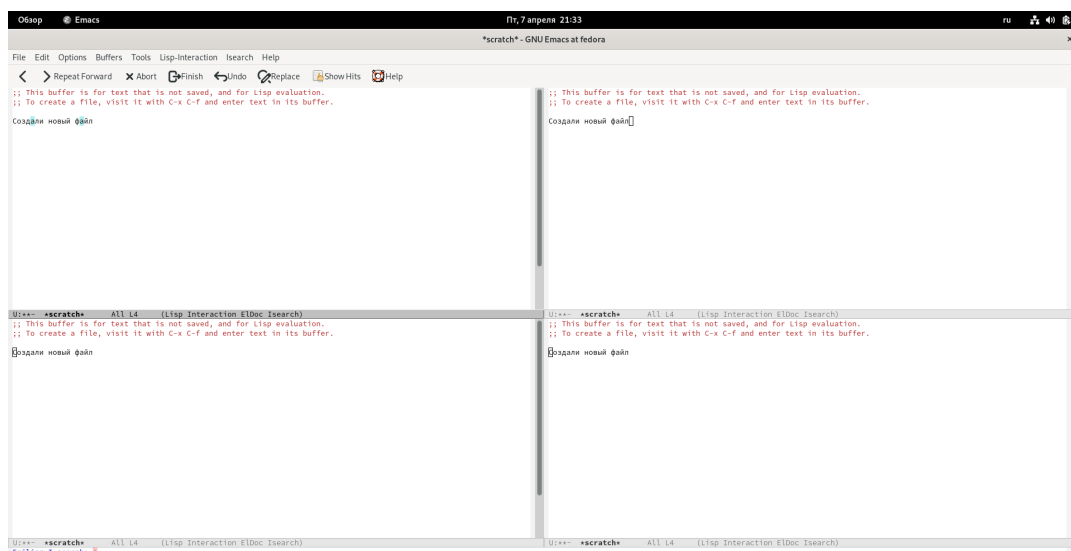 Обзор Emacs Пт, 7 апреля 21:33 ru
*scratch* - GNU Emacs at fedora
File Edit Options Buffers Tools Lisp-Interaction Isearch Help
Repeat Forward Abort Finish Undo Replace Show Hits Help
;; This buffer is for text that is not saved, and for Lisp evaluation.
;; To create a file, visit it with C-x C-f and enter text in its buffer.
Создали новый файл
U:**- *scratch* All L4 (Lisp Interaction ElDoc Isearch)
;; This buffer is for text that is not saved, and for Lisp evaluation.
;; To create a file, visit it with C-x C-f and enter text in its buffer.
Создали новый файл
U:**- *scratch* All L4 (Lisp Interaction ElDoc Isearch)
;; This buffer is for text that is not saved, and for Lisp evaluation.
;; To create a file, visit it with C-x C-f and enter text in its buffer.
Создали новый файл
U:**- *scratch* All L4 (Lisp Interaction ElDoc Isearch)
;; This buffer is for text that is not saved, and for Lisp evaluation.
;; To create a file, visit it with C-x C-f and enter text in its buffer.
Создали новый файл
U:**- *scratch* All L4 (Lisp Interaction ElDoc Isearch)